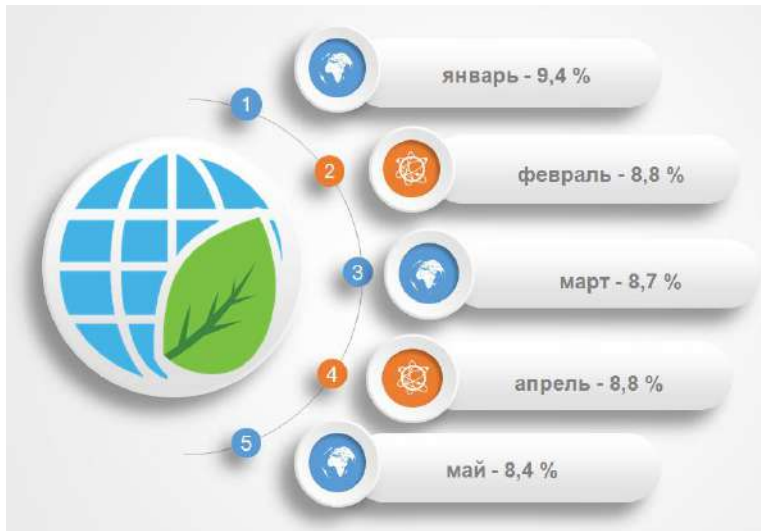 январь - 9,4 %
1
2
февраль - 8,8 %
3
март - 8,7 %
4
апрель - 8,8 %
5
май - 8,4 %